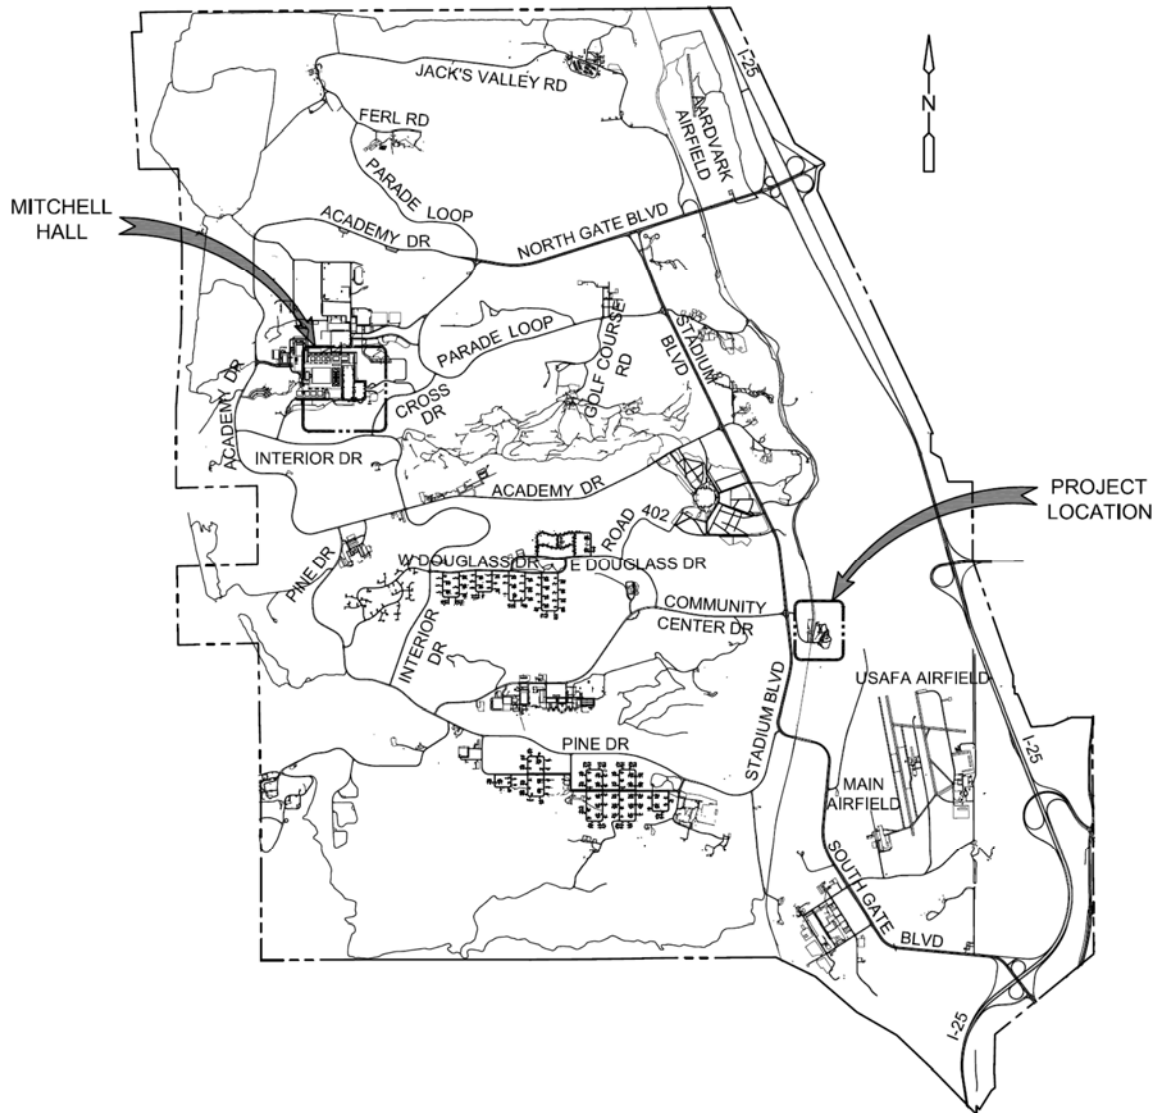 I-25
JACK'S VALLEY RD
N
AARDVARK
AIRFIELD
FERL RD
PARADE LOOP
MITCHELL
HALL
ACADEMY DR
NORTH GATE BLVD
PARADE LOOP
GOLF COURSE
RD
STADIUM
BLVD
ACADEMY DR
CROSS
DR
INTERIOR DR
ACADEMY DR
PROJECT
LOCATION
ROAD 402
PINE DR
W DOUGLASS DR
E DOUGLASS DR
COMMUNITY
CENTER DR
INTERIOR
DR
USAFA AIRFIELD
STADIUM BLVD
PINE DR
I-25
MAIN
AIRFIELD
SOUTH GATE
BLVD
I-25